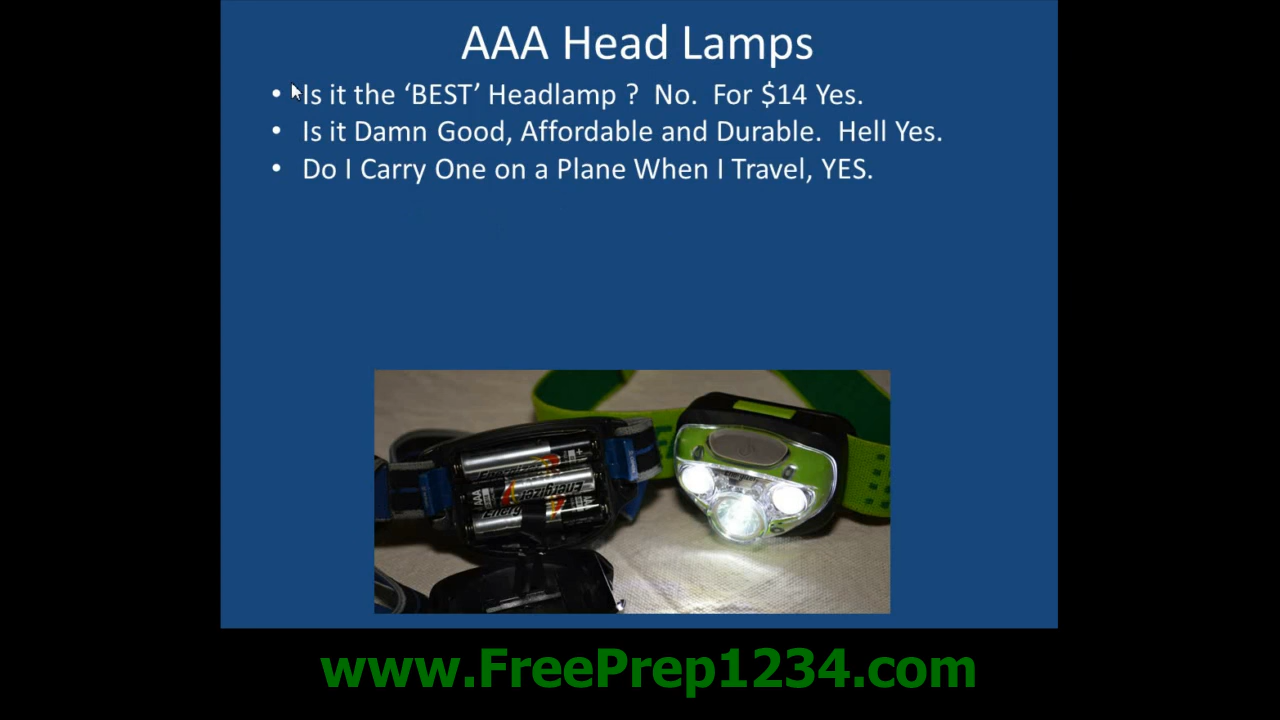 AAA Head Lamps
• Is it the ‘BEST’ Headlamp ?  No.  For $14 Yes.
• Is it Damn Good, Affordable and Durable.  Hell Yes.
• Do I Carry One on a Plane When I Travel, YES.
Energizer
www.FreePrep1234.com